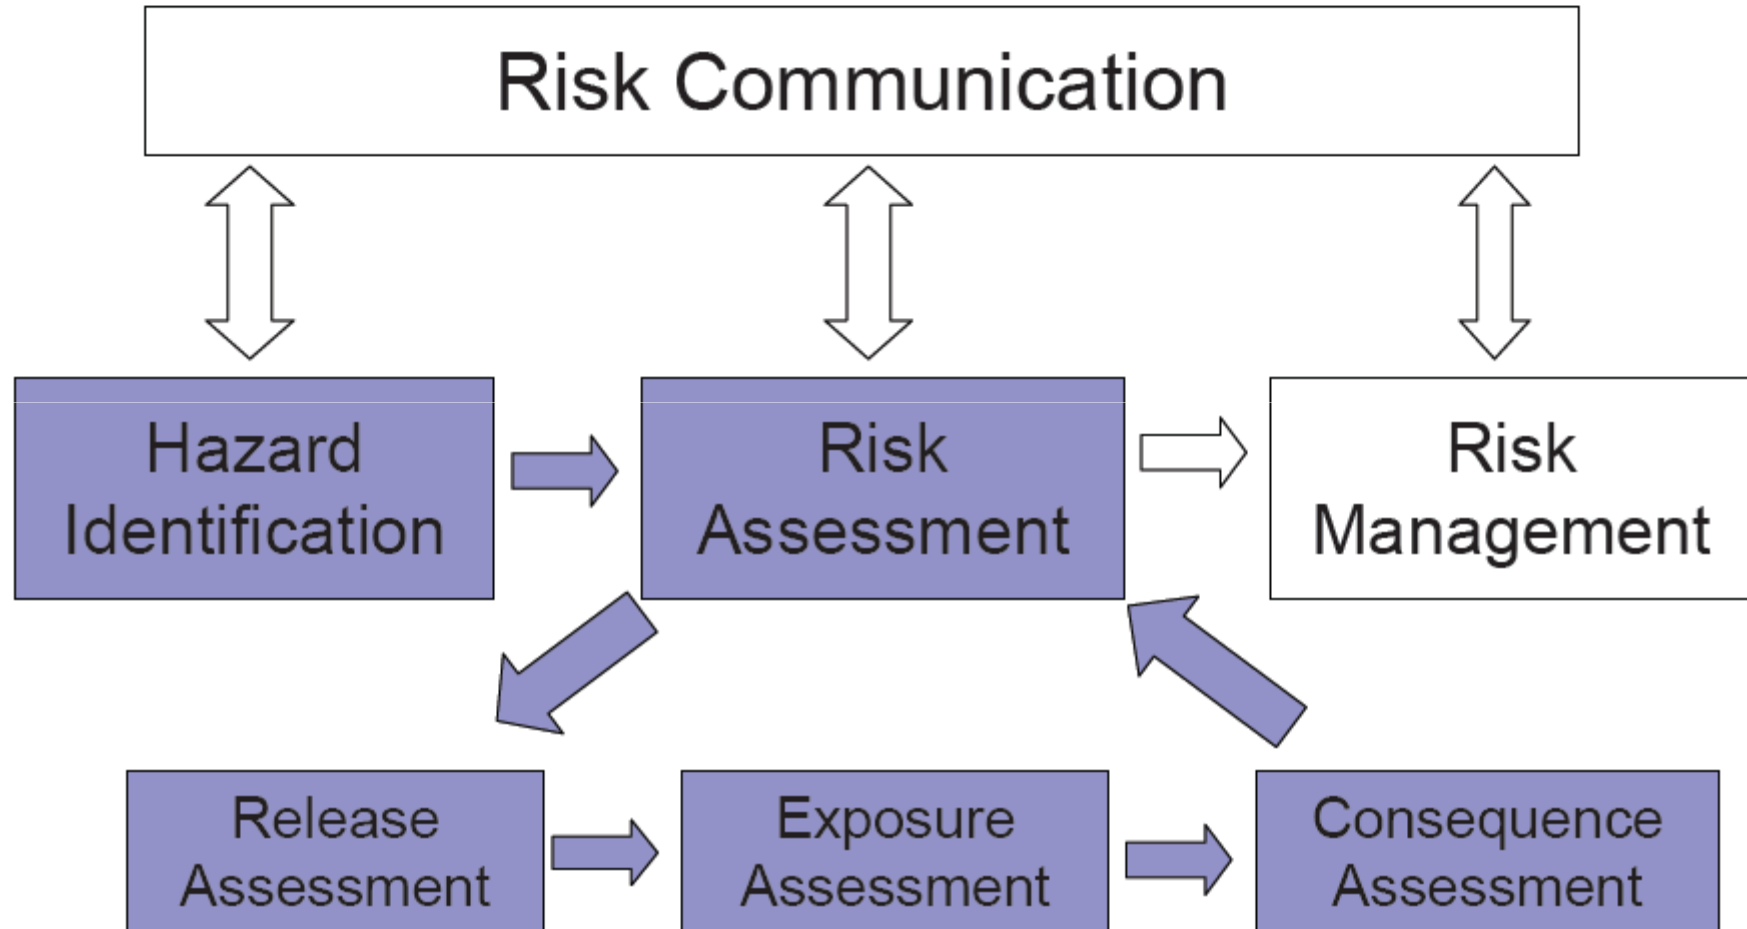 Risk Communication
Hazard
Identification
Risk
Assessment
Risk
Management
Release
Assessment
Exposure
Assessment
Consequence
Assessment